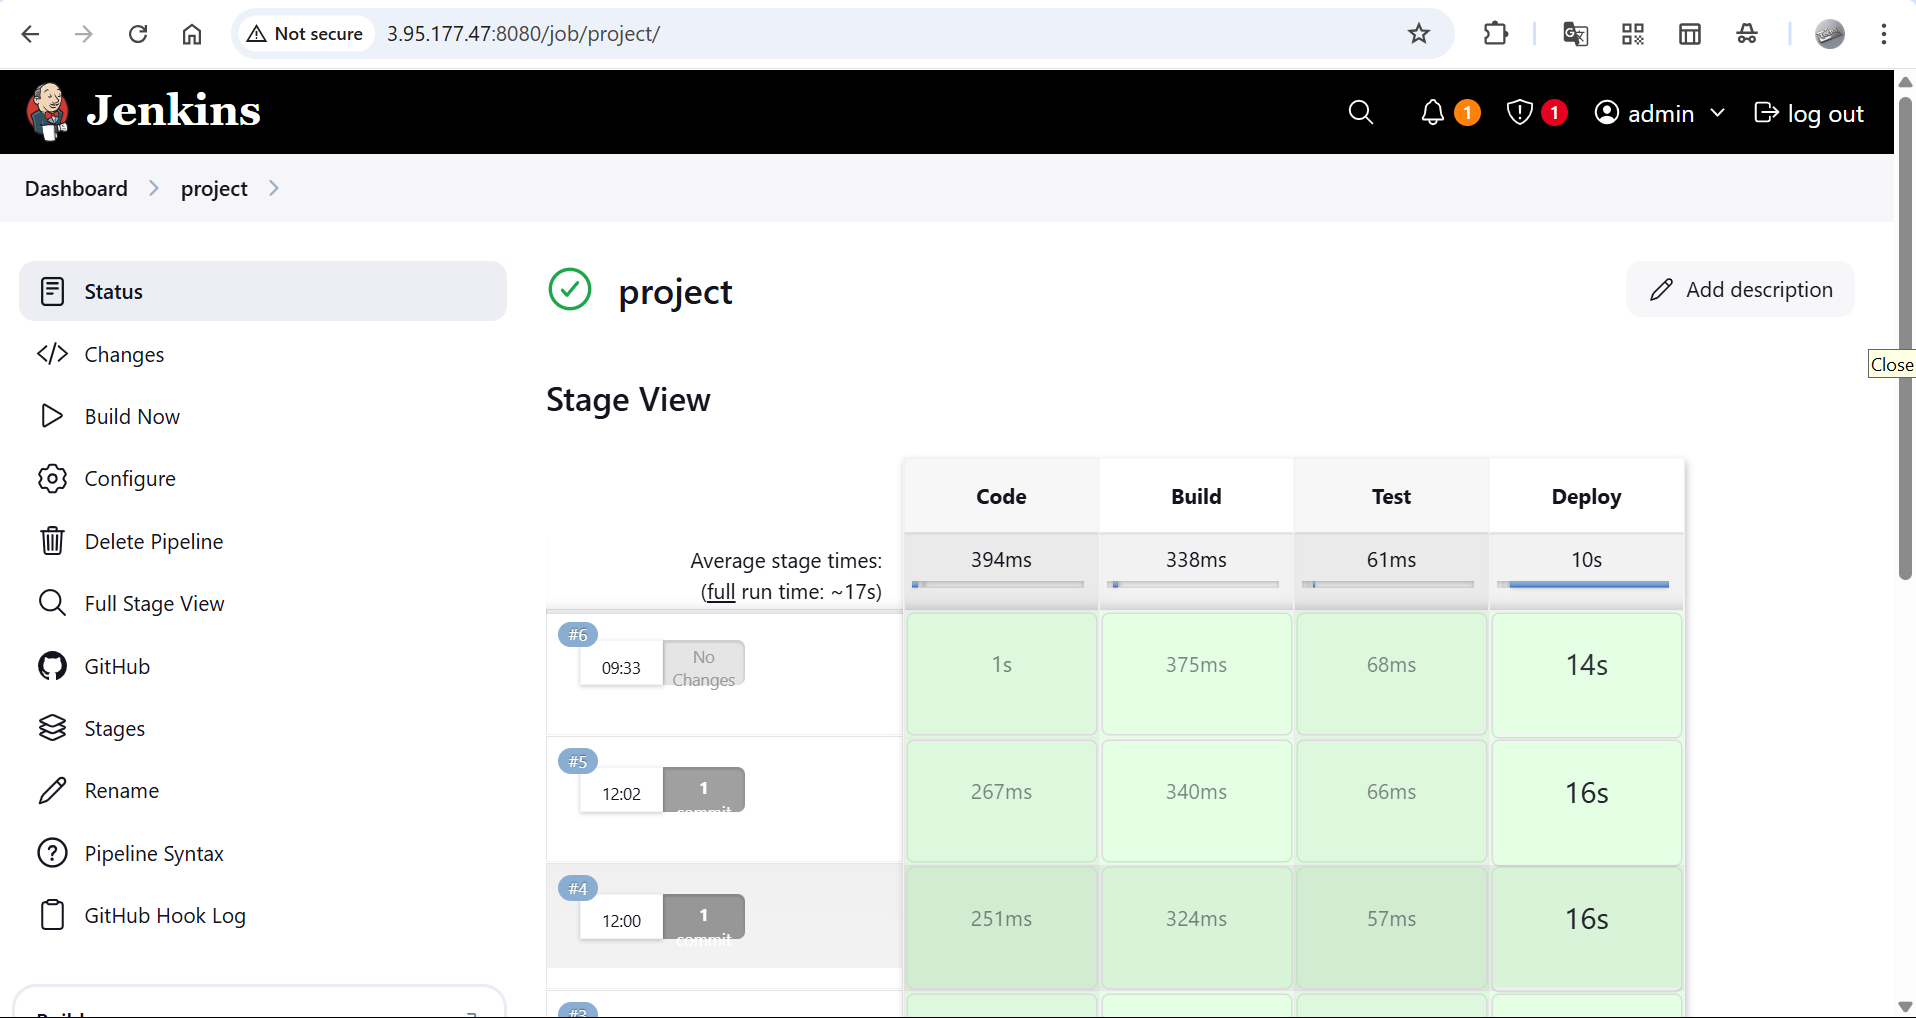 Not secure
3.95.177.47:8080/job/project/
Jenkins
1
1
admin
log out
Dashboard
project
Status
Changes
Build Now
Configure
Delete Pipeline
Full Stage View
GitHub
Stages
Rename
Pipeline Syntax
GitHub Hook Log
project
Add description
Close
Stage View
Code Build Test Deploy
Average stage times: 394ms 338ms 61ms 10s
(full run time: ~17s)
#6
09:33 No Changes 1s 375ms 68ms 14s
#5
12:02 1 commit 267ms 340ms 66ms 16s
#4
12:00 1 commit 251ms 324ms 57ms 16s
#3